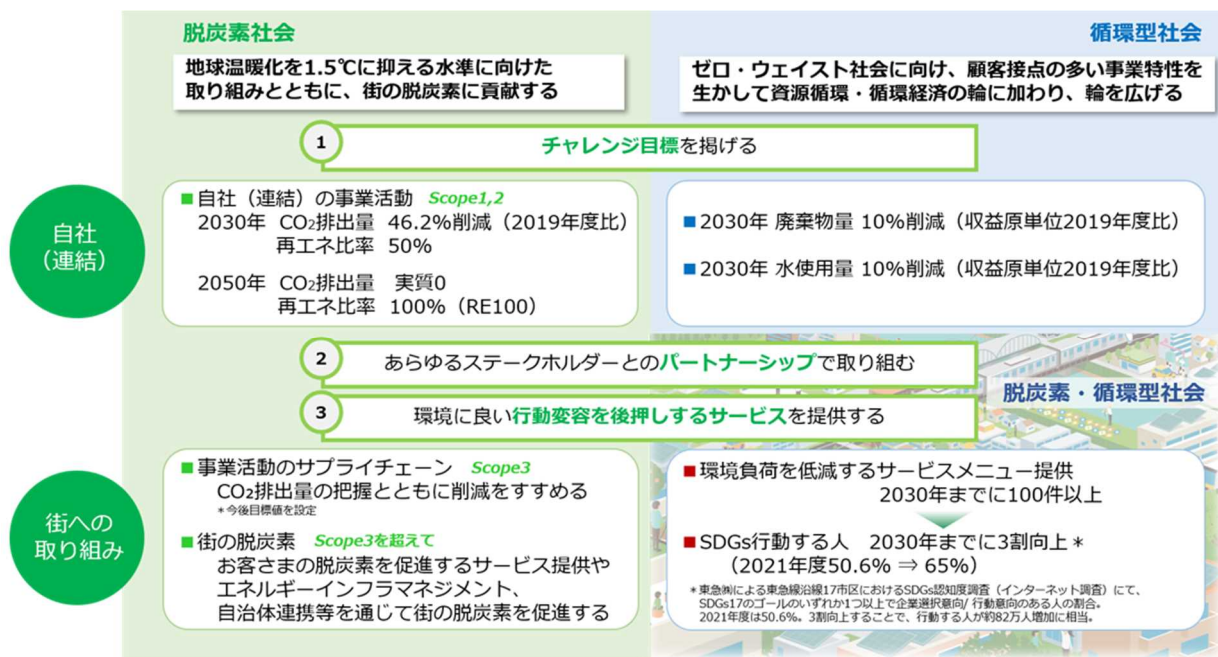 脱炭素社会
循環型社会
地球温暖化を1.5℃に抑える水準に向けた
取り組みとともに、街の脱炭素に貢献する
ゼロ・ウェイスト社会に向け、顧客接点の多い事業特性を
生かして資源循環・循環経済の輪に加わり、輪を広げる
1 チャレンジ目標を掲げる
自社
（連結）
■自社（連結）の事業活動 Scope1,2
2030年 CO₂排出量 46.2%削減（2019年度比）
再エネ比率 50%
2050年 CO₂排出量 実質0
再エネ比率 100%（RE100）
■2030年 廃棄物量 10%削減（収益原単位2019年度比）
■2030年 水使用量 10%削減（収益原単位2019年度比）
2 あらゆるステークホルダーとのパートナーシップで取り組む
脱炭素・循環型社会
3 環境に良い行動変容を後押しするサービスを提供する
街への
取り組み
■事業活動のサプライチェーン Scope3
CO₂排出量の把握とともに削減をすすめる
*今後目標値を設定
■街の脱炭素 Scope3を超えて
お客さまの脱炭素を促進するサービス提供や
エネルギーインフラマネジメント、
自治体連携等を通じて街の脱炭素を促進する
■環境負荷を低減するサービスメニュー提供
2030年までに100件以上
■SDGs行動する人 2030年までに3割向上*
（2021年度50.6% ⇒ 65%）
*東急㈱による東急線沿線17市区におけるSDGs認知度調査（インターネット調査）にて、
SDGs17のゴールのいずれか1つ以上で企業選択意向/行動意向のある人の割合。
2021年度は50.6%。3割向上することで、行動する人が約82万人増加に相当。